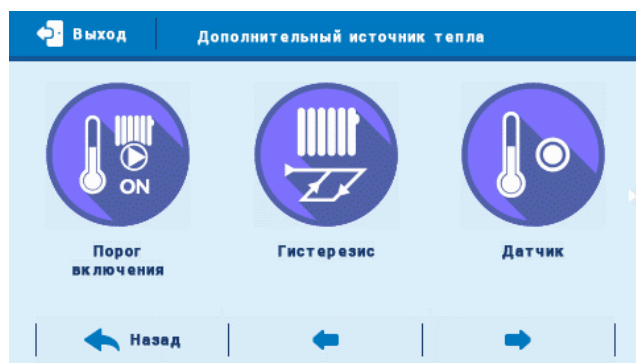 Выход
Дополнительный источник тепла
ON
Порог
включения
Гистерезис
Датчик
Назад